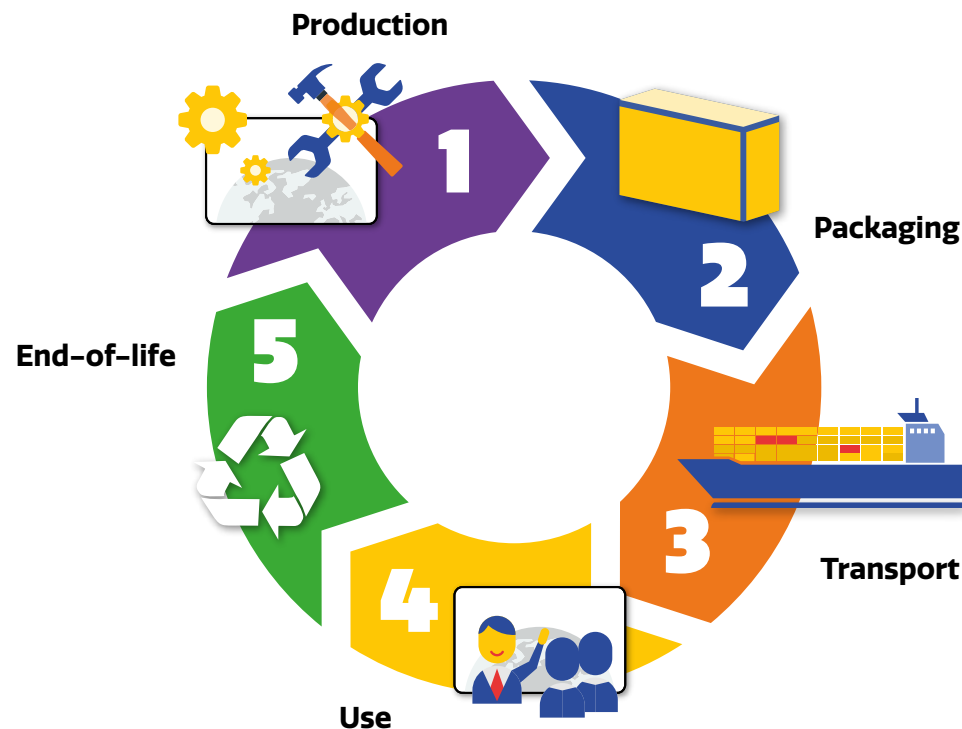 Production
1
2
Packaging
3
Transport
4
Use
5
End-of-life